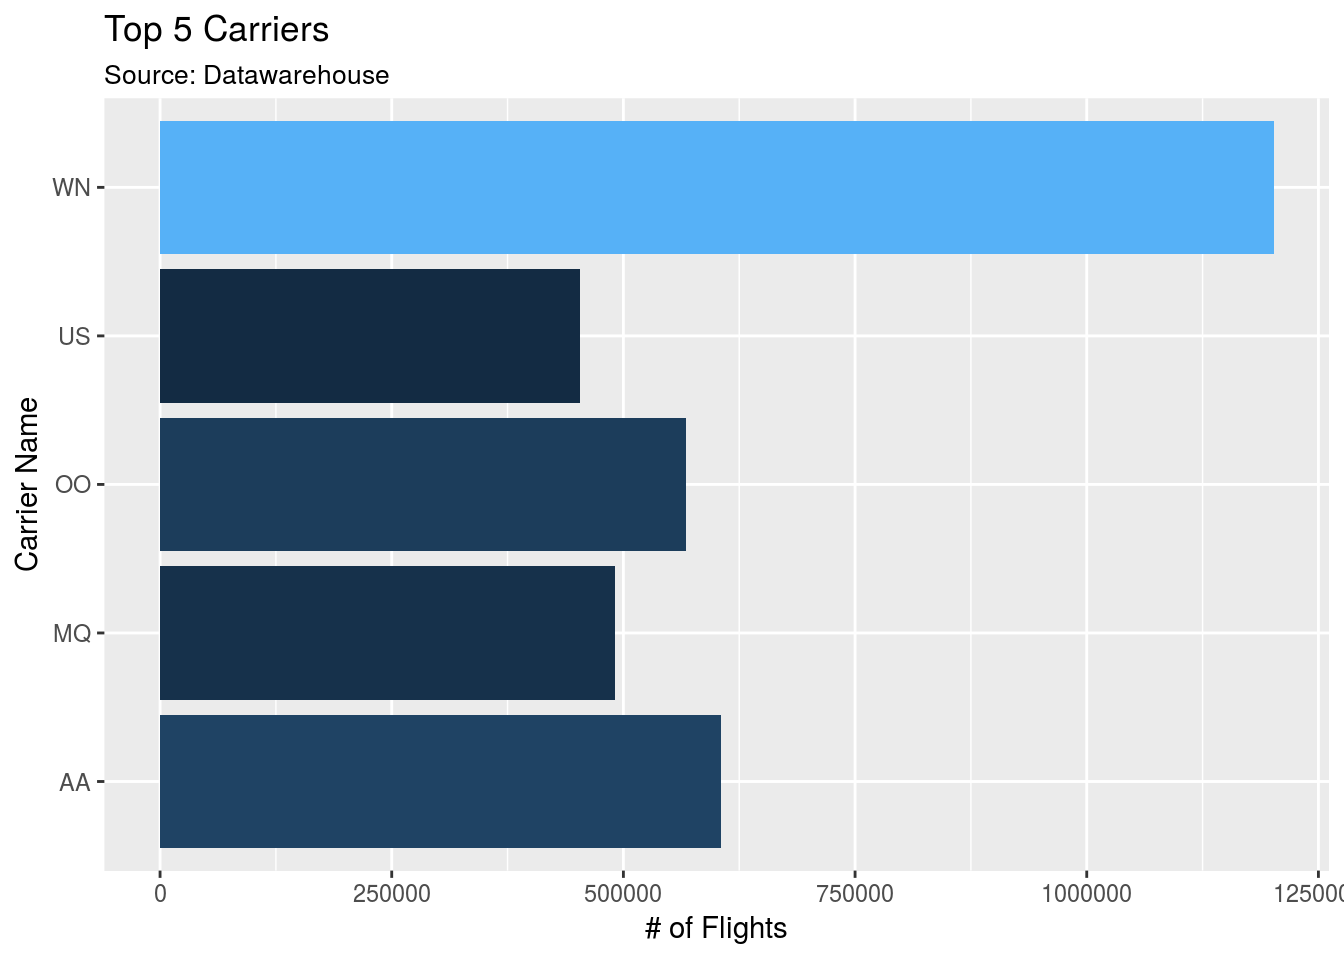 Top 5 Carriers
Source: Datawarehouse
WN
US
OO
MQ
AA
Carrier Name
0 250000 500000 750000 1000000 125000
# of Flights